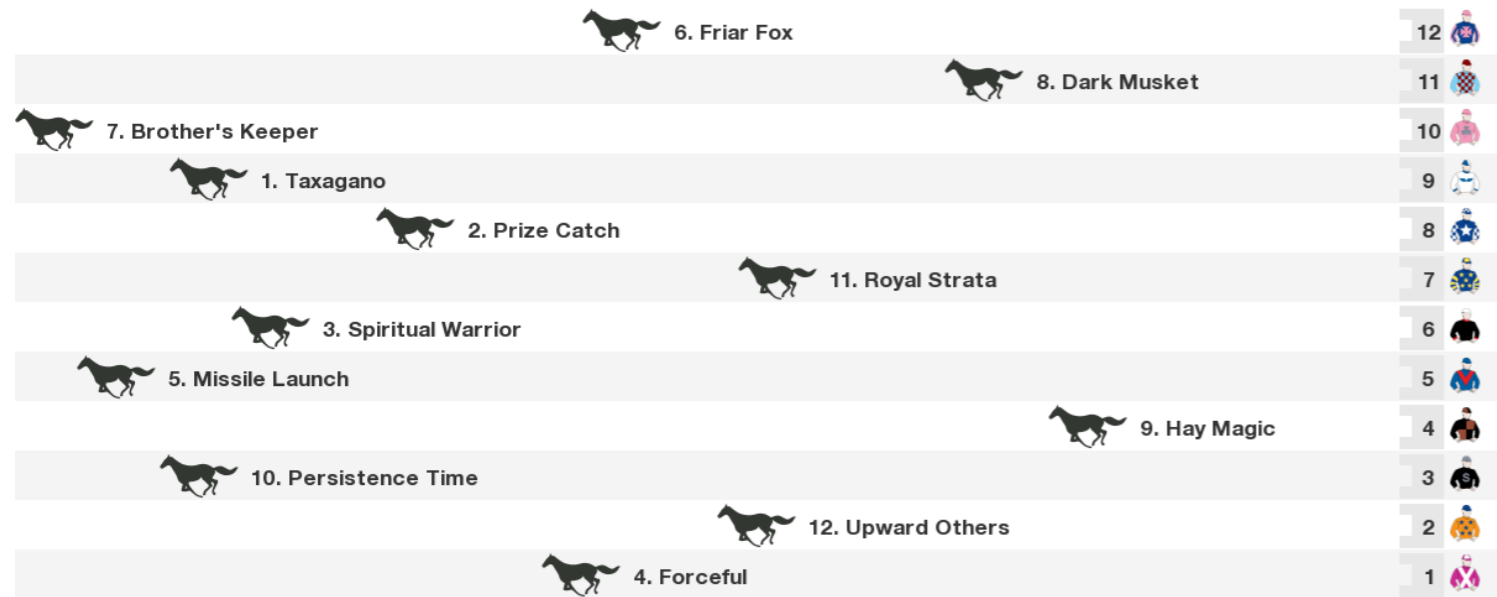 6. Friar Fox 12
8. Dark Musket 11
7. Brother's Keeper 10
1. Taxagano 9
2. Prize Catch 8
11. Royal Strata 7
3. Spiritual Warrior 6
5. Missile Launch 5
9. Hay Magic 4
10. Persistence Time 3
S
12. Upward Others 2
4. Forceful 1